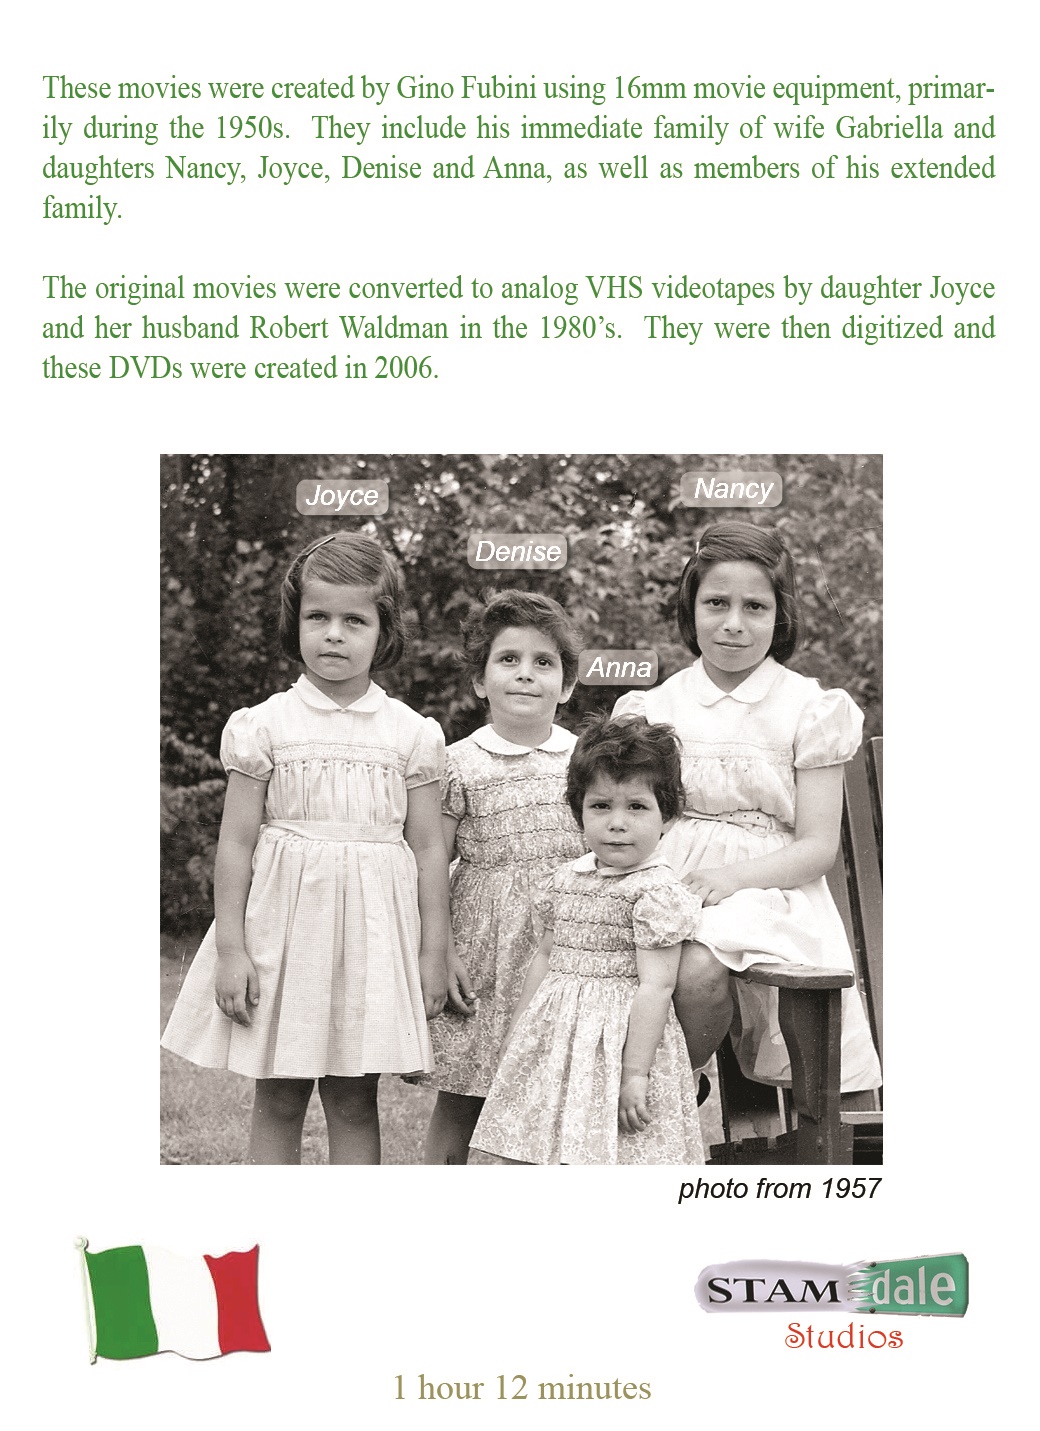 These movies were created by Gino Fubini using 16mm movie equipment, primar-
ily during the 1950s.  They include his immediate family of wife Gabriella and
daughters Nancy, Joyce, Denise and Anna, as well as members of his extended
family.
The original movies were converted to analog VHS videotapes by daughter Joyce
and her husband Robert Waldman in the 1980’s.  They were then digitized and
these DVDs were created in 2006.
Joyce
Nancy
Denise
Anna
photo from 1957
STAM dale
Studios
1 hour 12 minutes